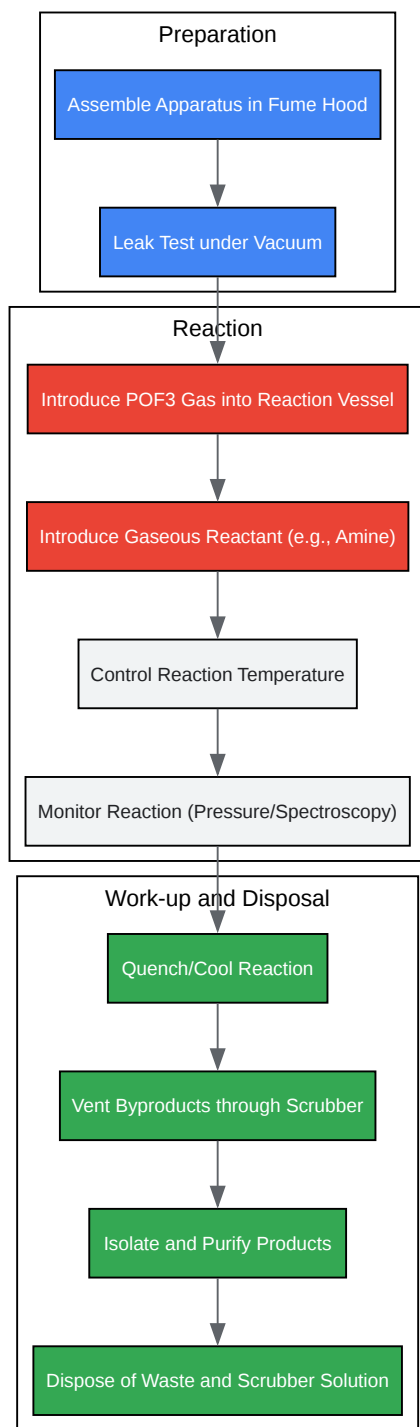 Preparation
Assemble Apparatus in Fume Hood
Leak Test under Vacuum
Reaction
Introduce POF3 Gas into Reaction Vessel
Introduce Gaseous Reactant (e.g., Amine)
Control Reaction Temperature
Monitor Reaction (Pressure/Spectroscopy)
Work-up and Disposal
Quench/Cool Reaction
Vent Byproducts through Scrubber
Isolate and Purify Products
Dispose of Waste and Scrubber Solution